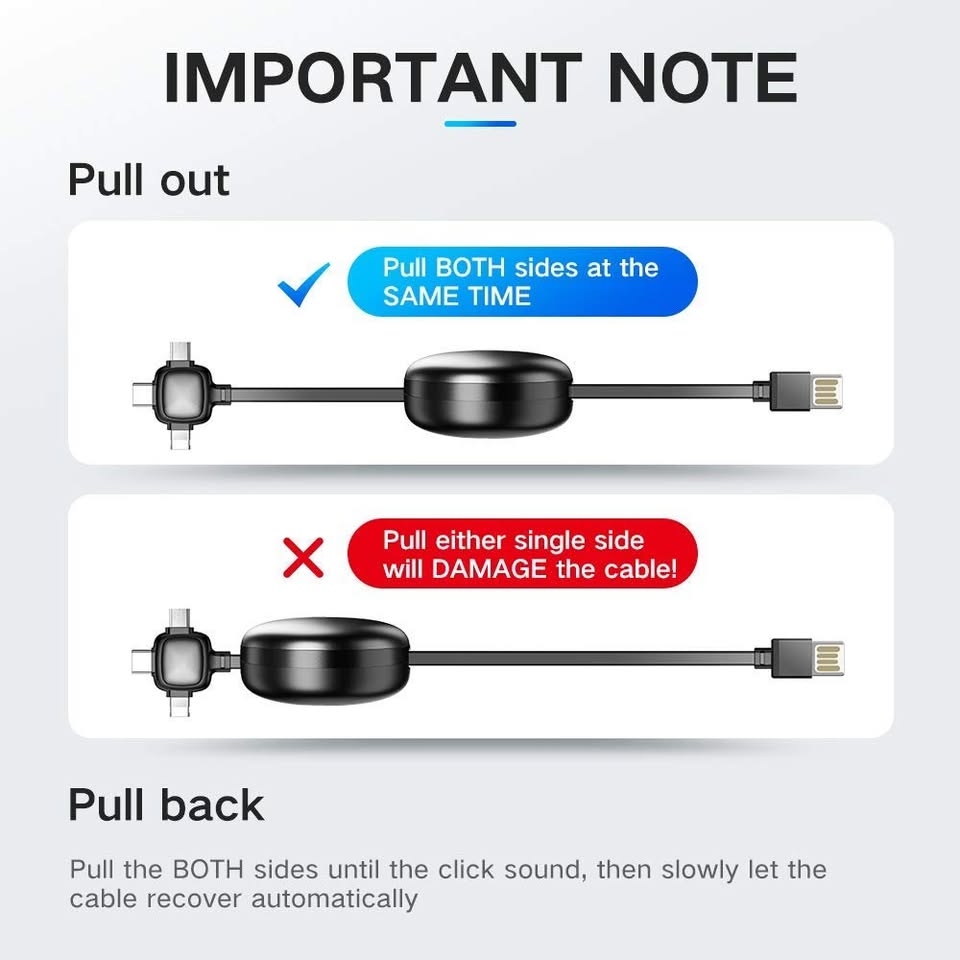 IMPORTANT NOTE
Pull out
Pull BOTH sides at the
SAME TIME
Pull either single side
will DAMAGE the cable!
Pull back
Pull the BOTH sides until the click sound, then slowly let the
cable recover automatically